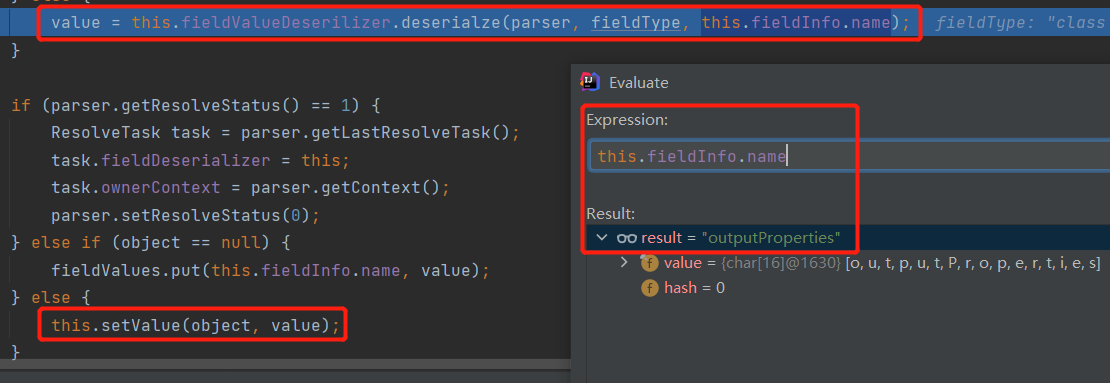 } else {
value = this.fieldValueDeserilizer.deserialze(parser, fieldType, this.fieldInfo.name); fieldType: "class
}
if (parser.getResolveStatus() == 1) {
ResolveTask task = parser.getLastResolveTask();
task.fieldDeserializer = this;
task.ownerContext = parser.getContext();
parser.setResolveStatus(0);
} else if (object == null) {
fieldValues.put(this.fieldInfo.name, value);
} else {
this.setValue(object, value);
}
Evaluate
Expression:
this.fieldInfo.name
Result:
result = "outputProperties"
value = {char[16]@1630} [o, u, t, p, u, t, P, r, o, p, e, r, t, i, e, s]
hash = 0